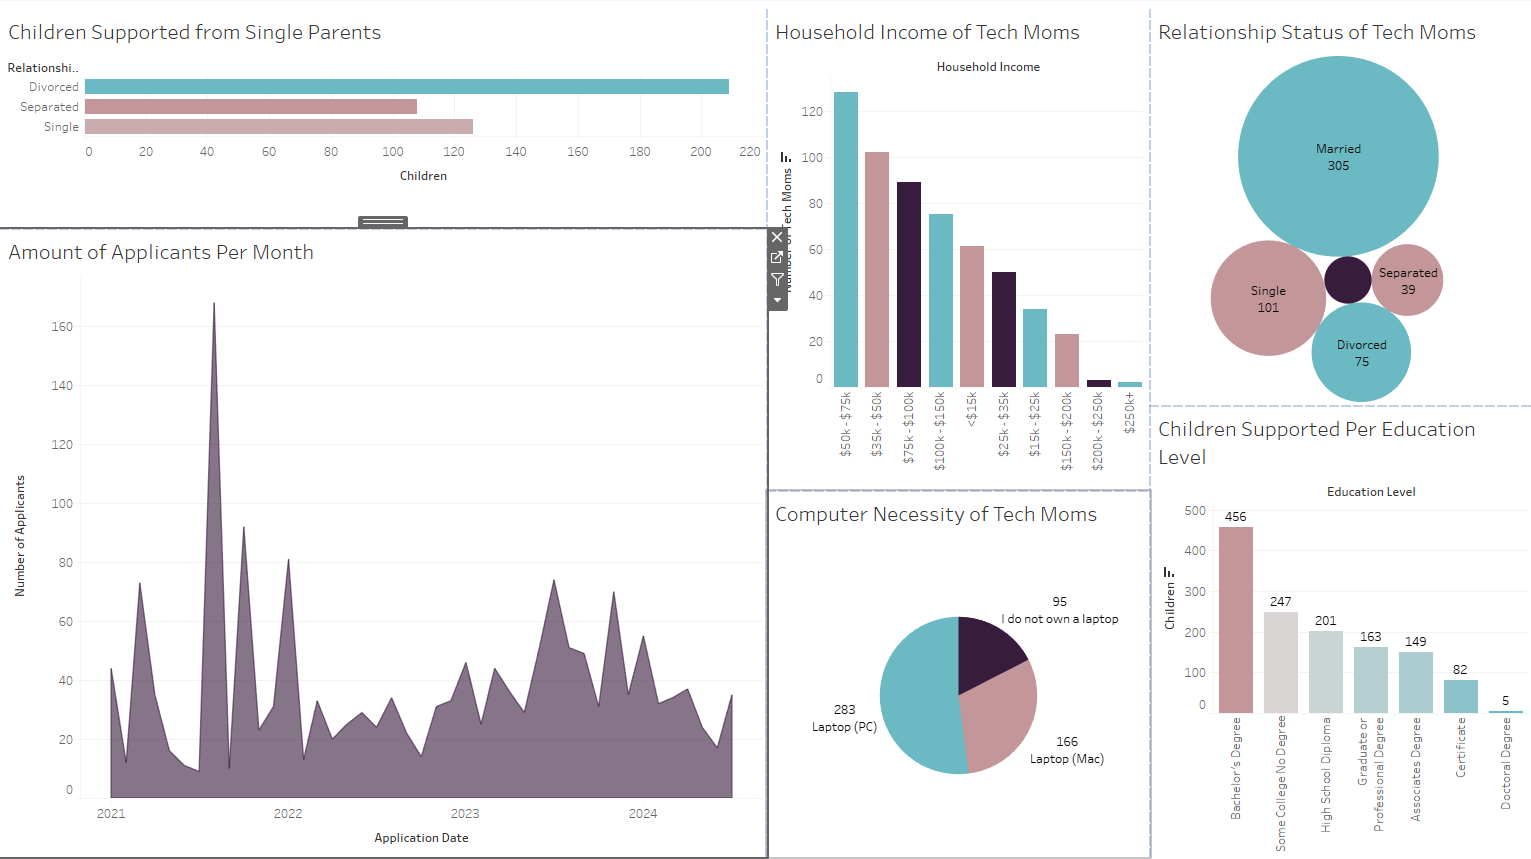 Children Supported from Single Parents
Relationshi..
Divorced
Separated
Single
0 20 40 60 80 100 120 140 160 180 200 220
Children
Amount of Applicants Per Month
Number of Applicants
160
140
120
100
80
60
40
20
0
2021 2022 2023 2024
Application Date
Household Income of Tech Moms
Household Income
Tech Moms
120
100
80
60
40
20
0
$50k - $75k
$35k - $50k
$75k - $100k
$100k - $150k
<$15k
$25k - $35k
$15k - $25k
$150k - $200k
$200k - $250k
$250k+
Computer Necessity of Tech Moms
95
I do not own a laptop
283
Laptop (PC)
166
Laptop (Mac)
Relationship Status of Tech Moms
Married
305
Separated
39
Single
101
Divorced
75
Children Supported Per Education
Level
Education Level
Children
500
400
300
200
100
0
456
247
201
163
149
82
5
Bachelor's Degree
Some College No Degree
High School Diploma
Graduate or
Professional Degree
Associates Degree
Certificate
Doctoral Degree